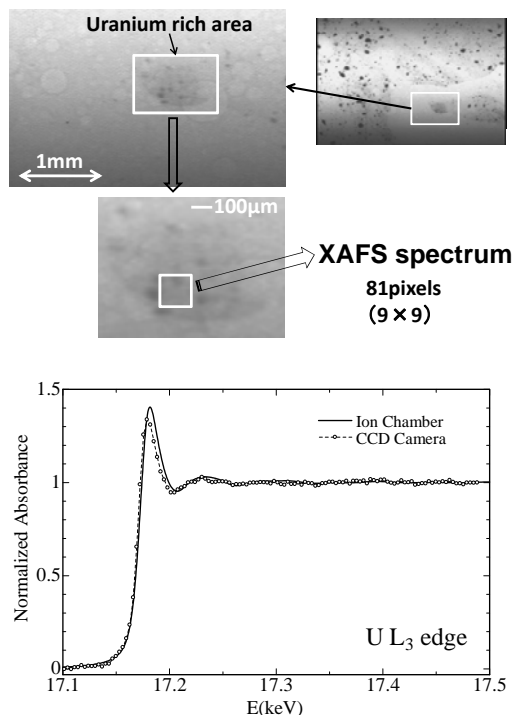 Uranium rich area
1mm
100μm
XAFS spectrum
81pixels
(9×9)
1.5
1
0.5
0
Normalized Absorbance
Ion Chamber
CCD Camera
U L₃ edge
17.1
17.2
17.3
17.4
17.5
E(keV)